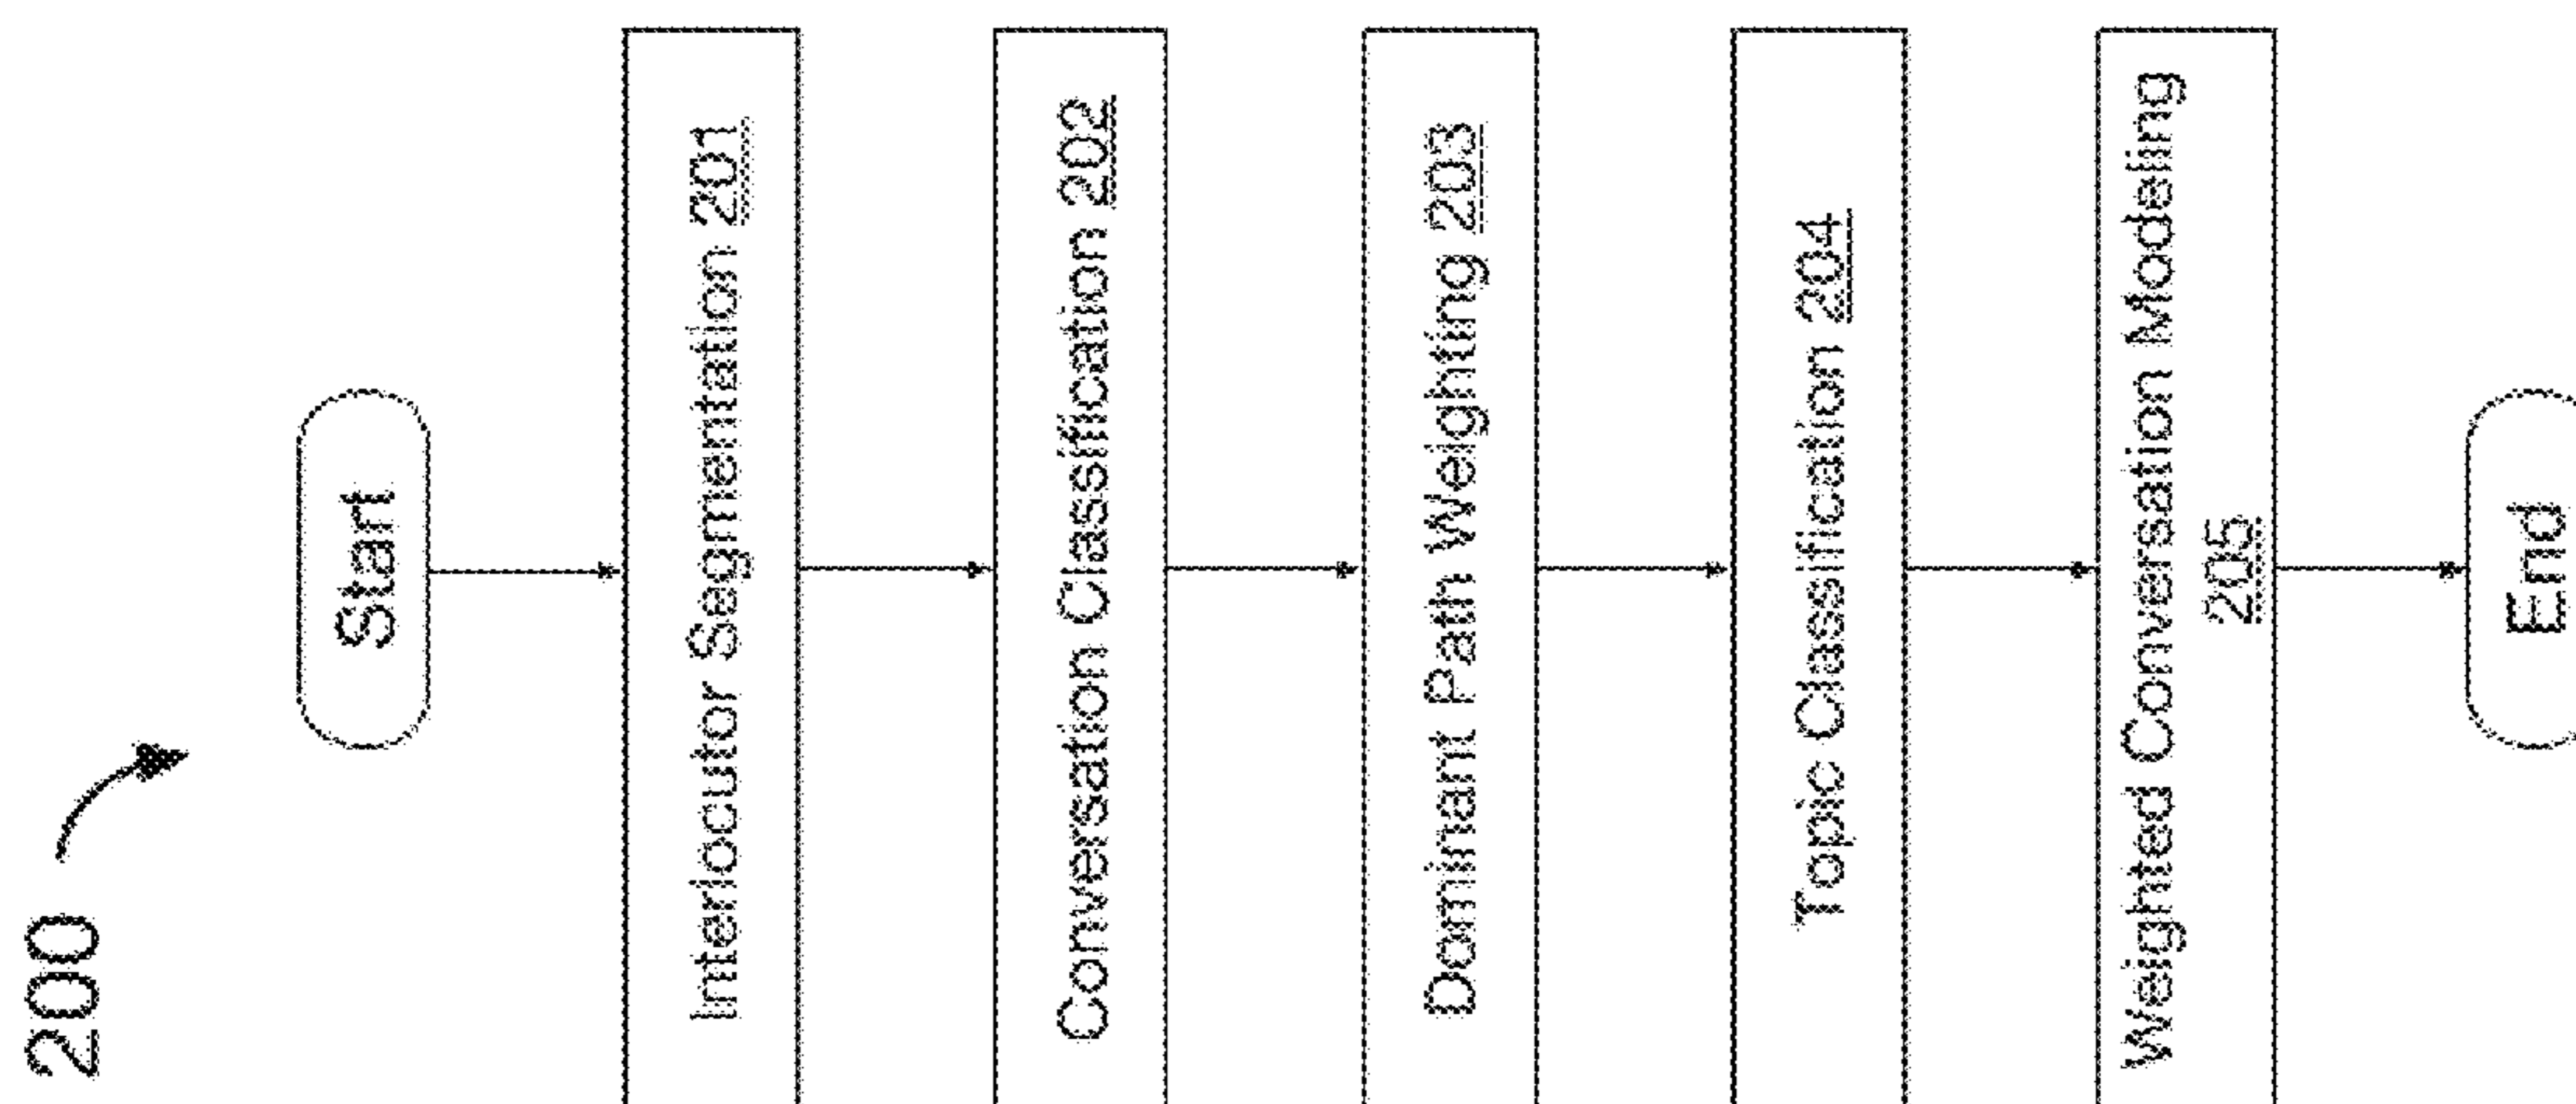 200
Start
Interlocutor Segmentation 201
Conversation Classification 202
Dominant Path Weighting 203
Topic Classification 204
Weighted Conversation Modeling
205
End